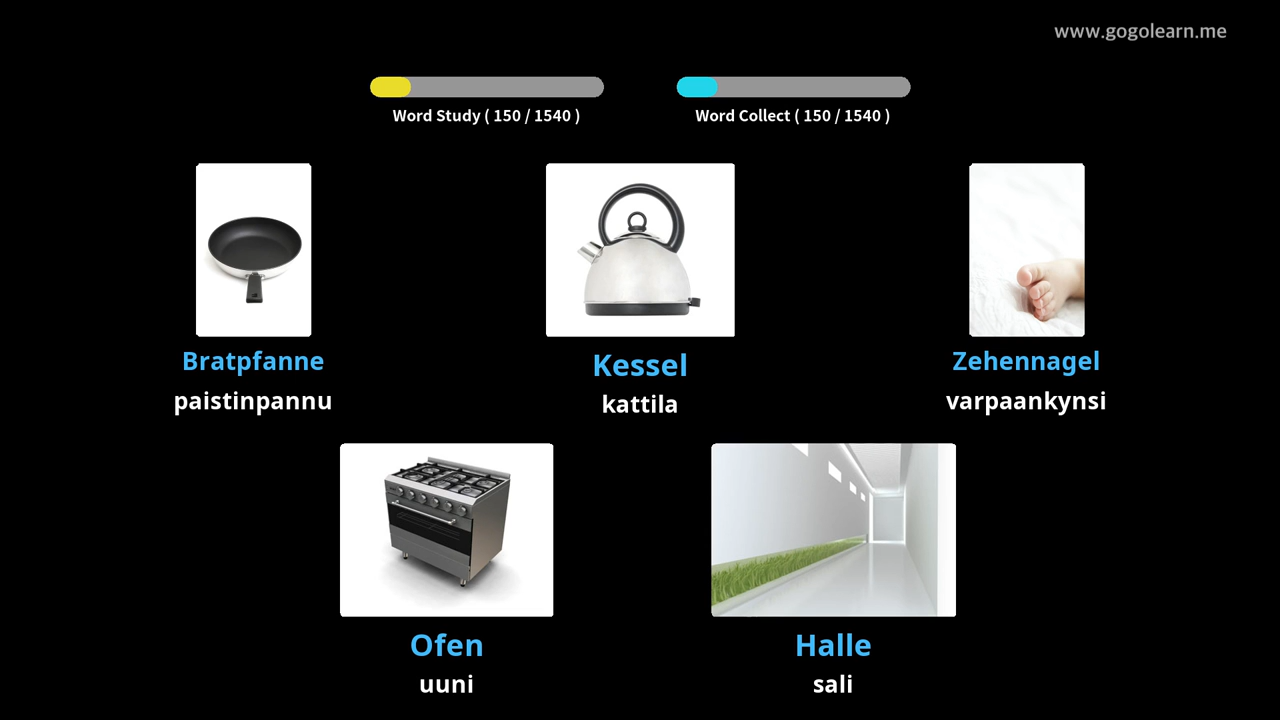 www.gogolearn.me
Word Study ( 150 / 1540 )
Word Collect ( 150 / 1540 )
Bratpfanne
paistinpannu
Kessel
kattila
Zehennagel
varpaankynsi
Ofen
uuni
Halle
sali